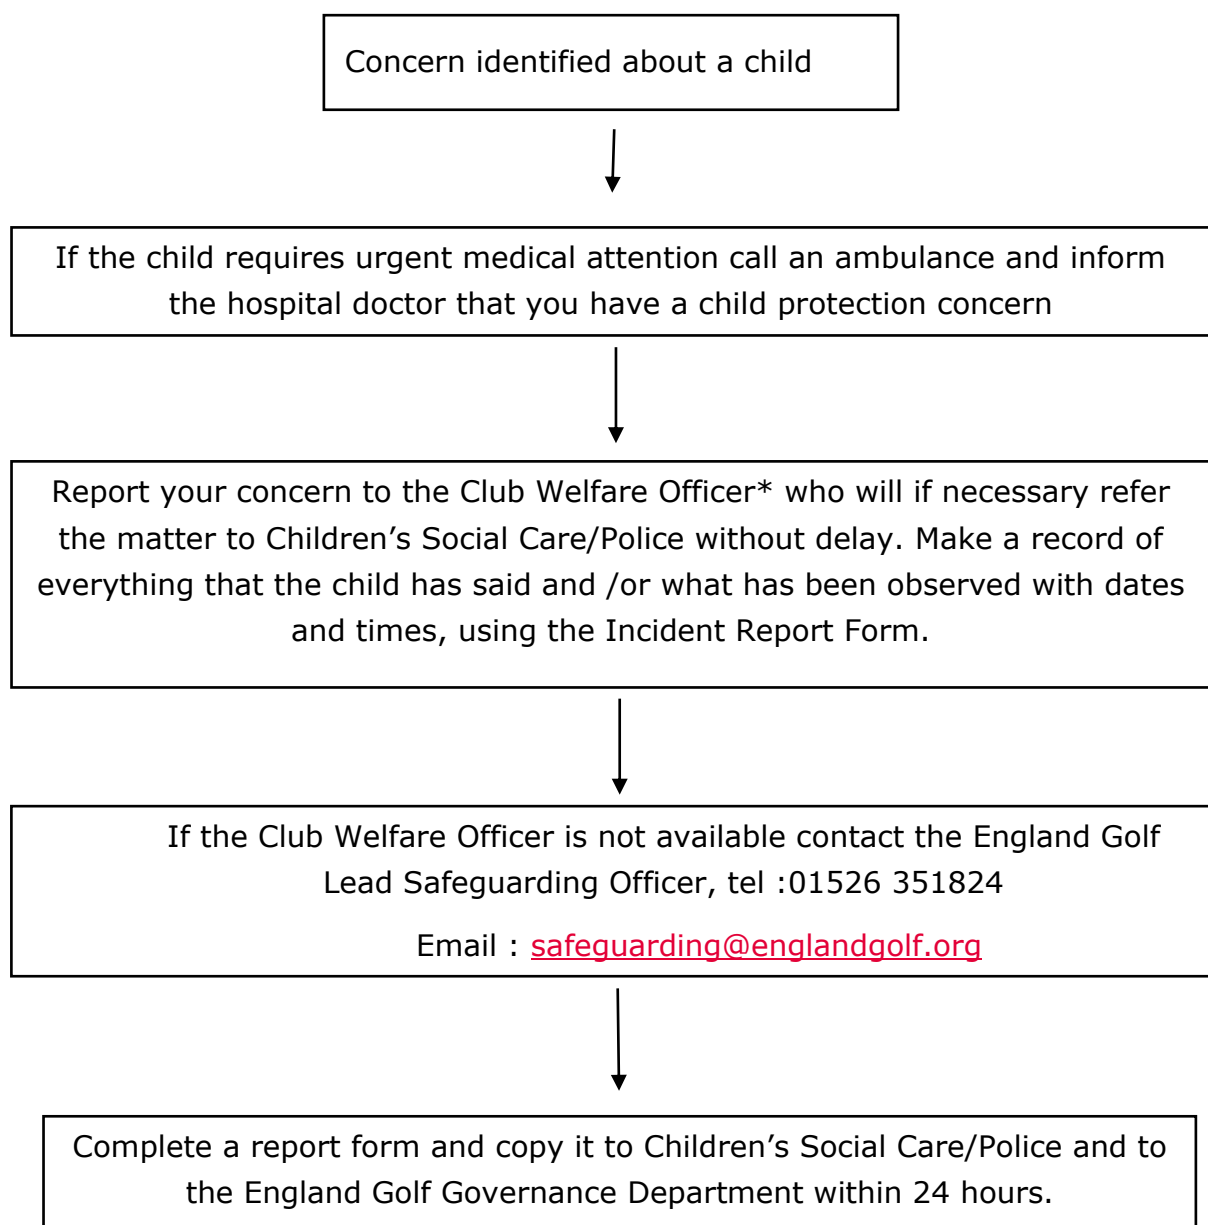 Concern identified about a child
If the child requires urgent medical attention call an ambulance and inform
the hospital doctor that you have a child protection concern
Report your concern to the Club Welfare Officer* who will if necessary refer
the matter to Children’s Social Care/Police without delay. Make a record of
everything that the child has said and /or what has been observed with dates
and times, using the Incident Report Form.
If the Club Welfare Officer is not available contact the England Golf
Lead Safeguarding Officer, tel :01526 351824
Email : safeguarding@englandgolf.org
Complete a report form and copy it to Children’s Social Care/Police and to
the England Golf Governance Department within 24 hours.